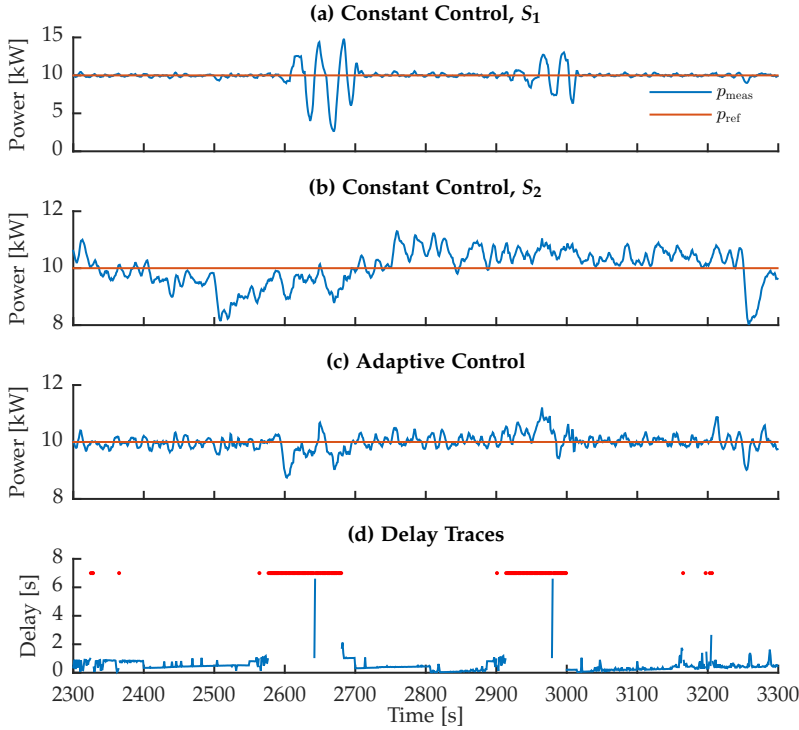 (a) Constant Control, S1
Power [kW]
15
10
5
0
pmeas
pref
(b) Constant Control, S2
Power [kW]
12
10
8
(c) Adaptive Control
Power [kW]
12
10
8
(d) Delay Traces
Delay [s]
8
6
4
2
0
2300 2400 2500 2600 2700 2800 2900 3000 3100 3200 3300
Time [s]